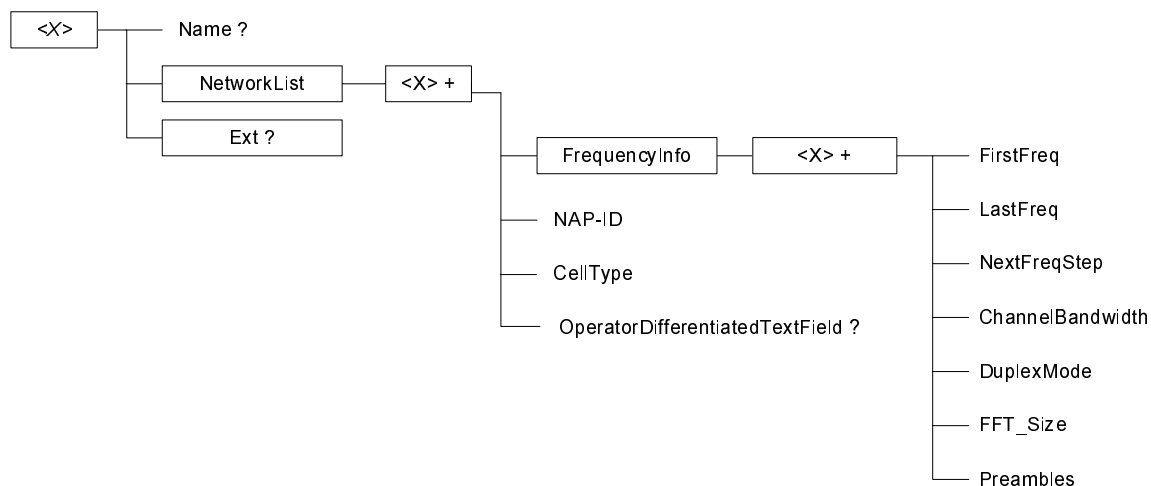 <X>
Name ?
NetworkList
<X> +
Ext ?
FrequencyInfo
<X> +
FirstFreq
NAP-ID
LastFreq
CellType
NextFreqStep
OperatorDifferentiatedTextField ?
ChannelBandwidth
DuplexMode
FFT_Size
Preambles